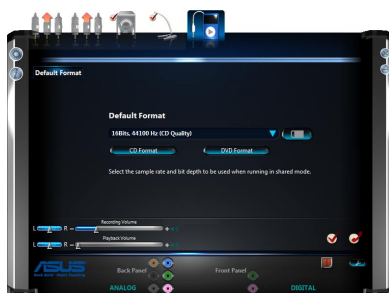 Default Format
Default Format
16Bits, 44100 Hz (CD Quality)
CD Format
DVD Format
Select the sample rate and bit depth to be used when running in shared mode.
Recording Volume
L R
Playback Volume
L R
ASUS
Back Panel
Front Panel
ANALOG
DIGITAL